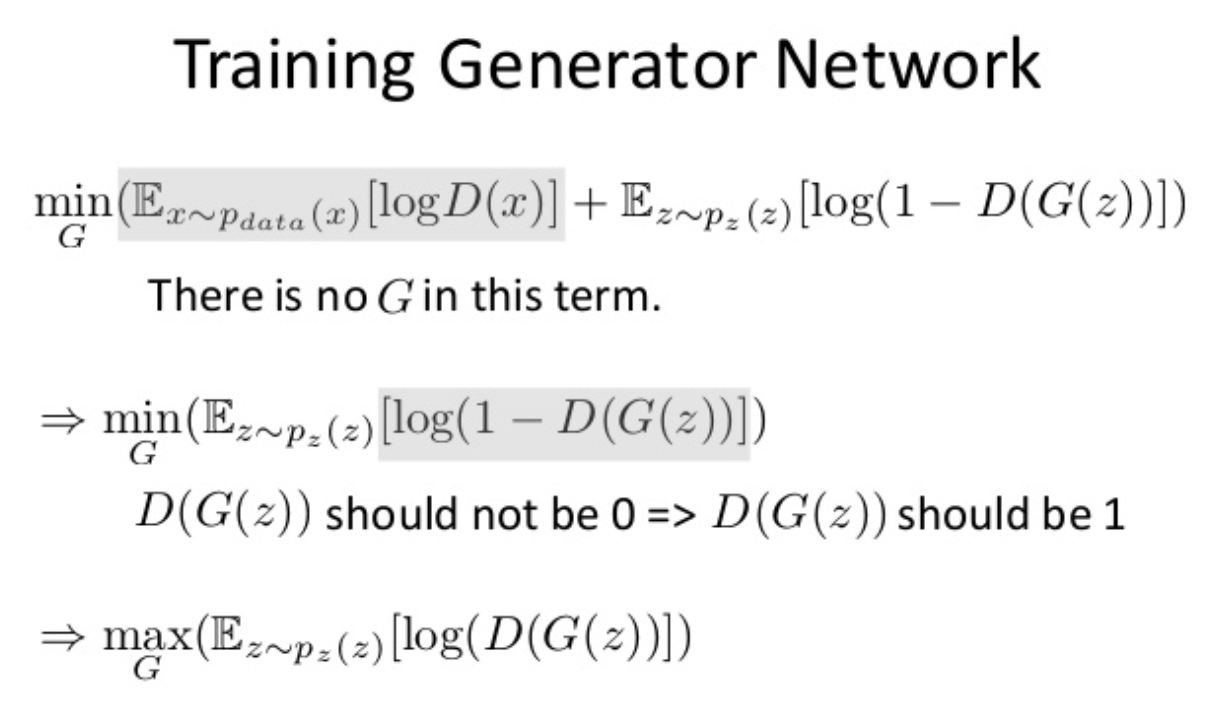 Training Generator Network
$\min_{G}(\mathbb{E}_{x\sim p_{data}(x)}[\log D(x)] + \mathbb{E}_{z\sim p_z(z)}[\log(1 - D(G(z))])$
There is no $G$ in this term.
$\Rightarrow \min_{G}(\mathbb{E}_{z\sim p_z(z)}[\log(1 - D(G(z))])$
$D(G(z))$ should not be 0 => $D(G(z))$ should be 1
$\Rightarrow \max_{G}(\mathbb{E}_{z\sim p_z(z)}[\log(D(G(z))])$